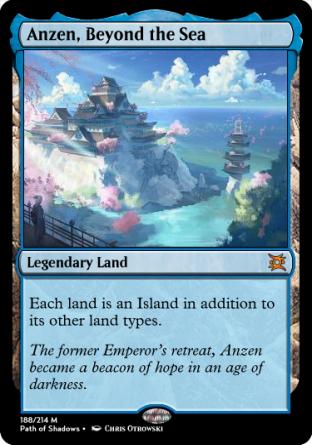 Anzen, Beyond the Sea
Legendary Land
Each land is an Island in addition to
its other land types.
The former Emperor's retreat, Anzen
became a beacon of hope in an age of
darkness.
188/214 M
Path of Shadows • Chris Otrowski